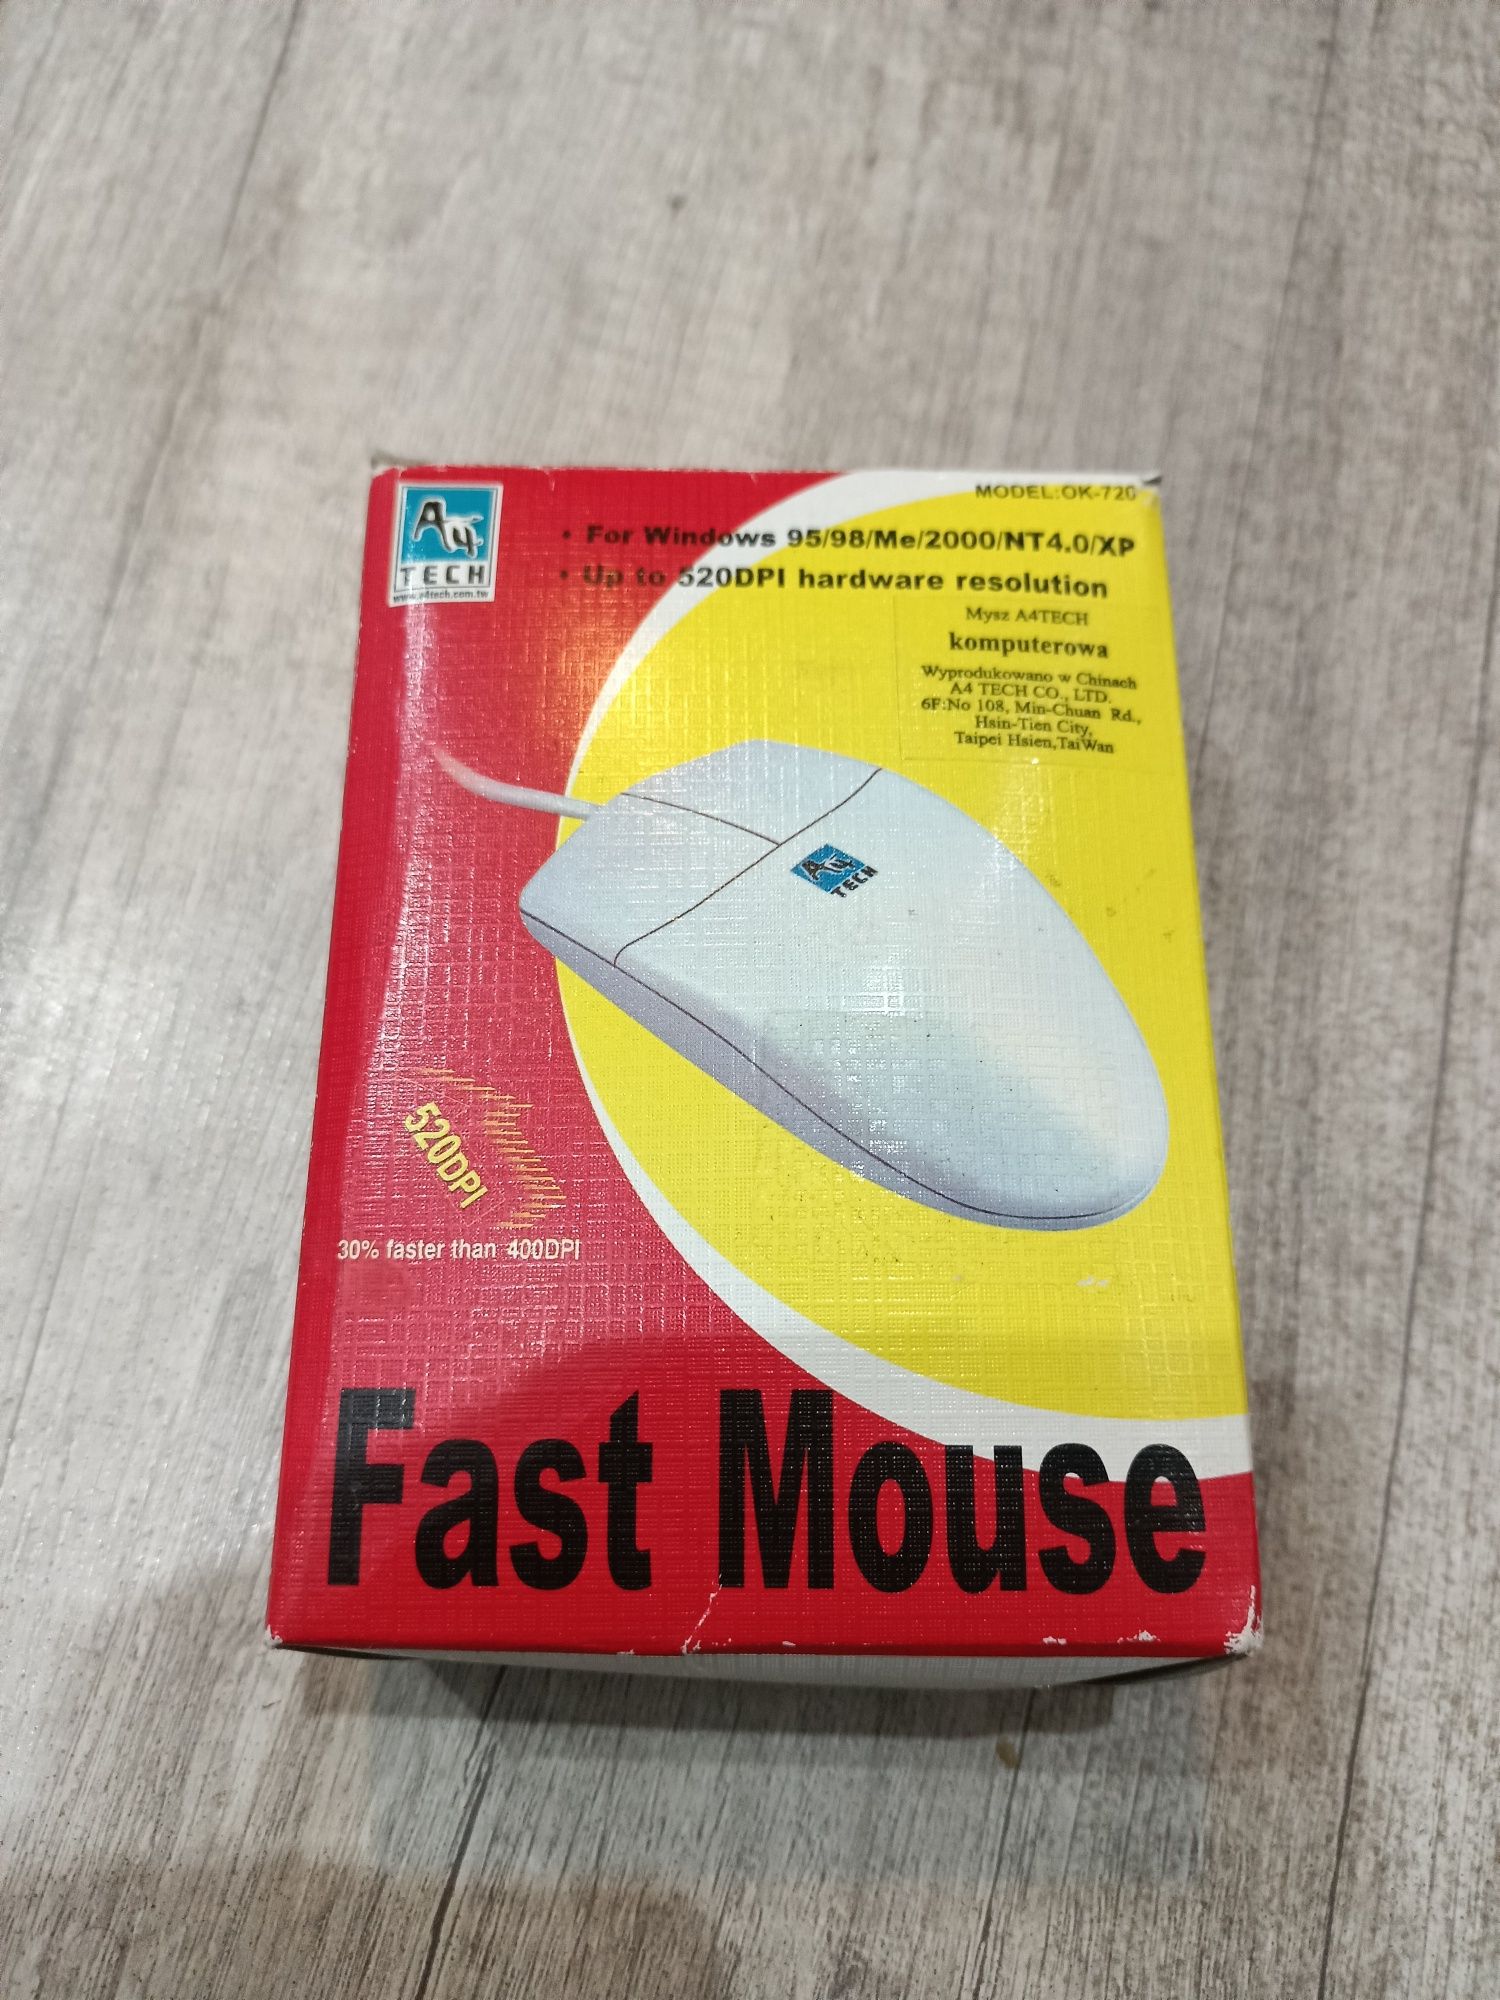 A4
TECH
www.a4tech.com.tw
MODEL:OK-720
• For Windows 95/98/Me/2000/NT4.0/XP
• Up to 520DPI hardware resolution
Mysz A4TECH
komputerowa
Wyprodukowano w Chinach
A4 TECH CO., LTD.
6F:No 108, Min-Chuan Rd.,
Hsin-Tien City,
Taipei Hsien,TaiWan
A4
TECH
520DPI
30% faster than 400DPI
Fast Mouse